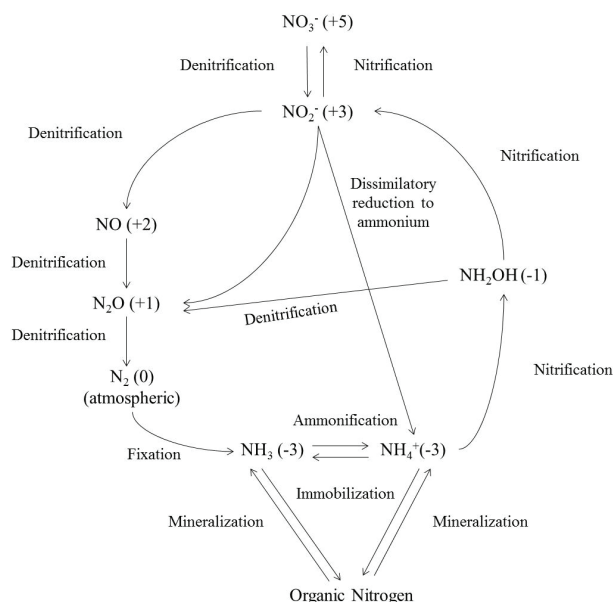 NO₃⁻ (+5)
Denitrification
Nitrification
NO₂⁻ (+3)
Denitrification
Nitrification
Dissimilatory
reduction to
ammonium
NO (+2)
Denitrification
NH₂OH (-1)
N₂O (+1)
Denitrification
Denitrification
N₂ (0)
(atmospheric)
Nitrification
Ammonification
Fixation
NH₃ (-3)
NH₄⁺(-3)
Immobilization
Mineralization
Mineralization
Organic Nitrogen